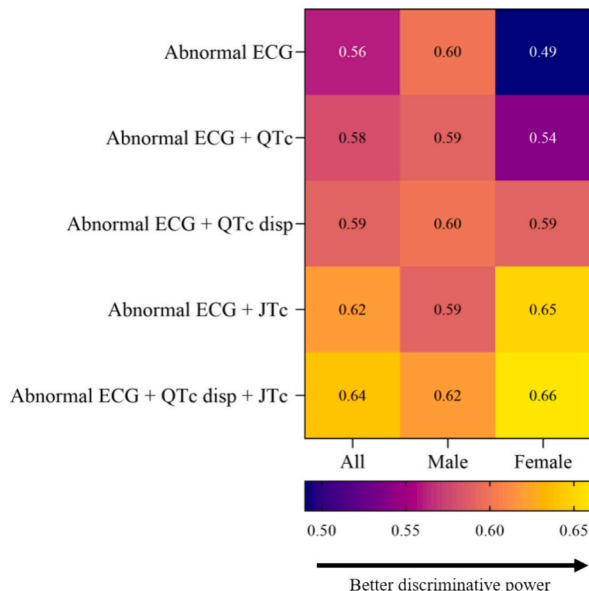 Abnormal ECG 0.56 0.60 0.49
Abnormal ECG + QTc 0.58 0.59 0.54
Abnormal ECG + QTc disp 0.59 0.60 0.59
Abnormal ECG + JTc 0.62 0.59 0.65
Abnormal ECG + QTc disp + JTc 0.64 0.62 0.66
All Male Female
0.50 0.55 0.60 0.65
Better discriminative power